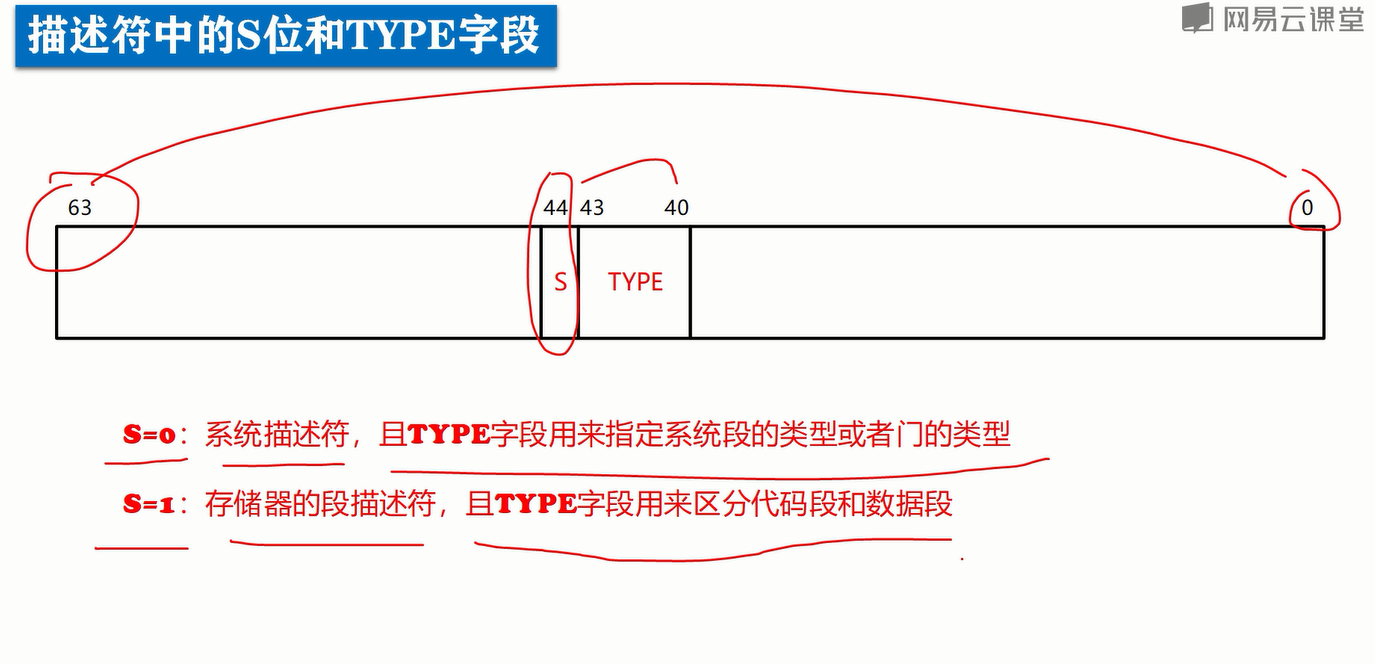 描述符中的S位和TYPE字段
网易云课堂
63 44 43 40 0
S TYPE
S=0：系统描述符，且TYPE字段用来指定系统段的类型或者门的类型
S=1：存储器的段描述符，且TYPE字段用来区分代码段和数据段